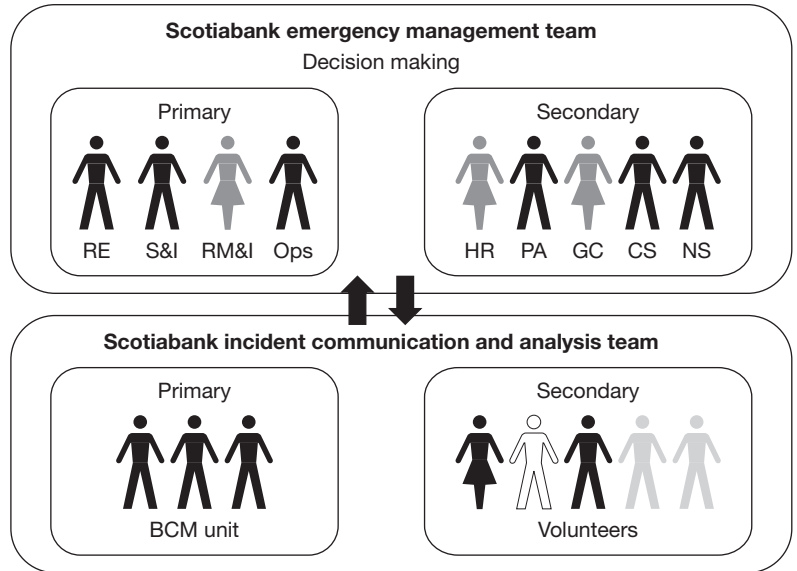 Scotiabank emergency management team
Decision making
Primary
RE S&I RM&I Ops
Secondary
HR PA GC CS NS
Scotiabank incident communication and analysis team
Primary
BCM unit
Secondary
Volunteers